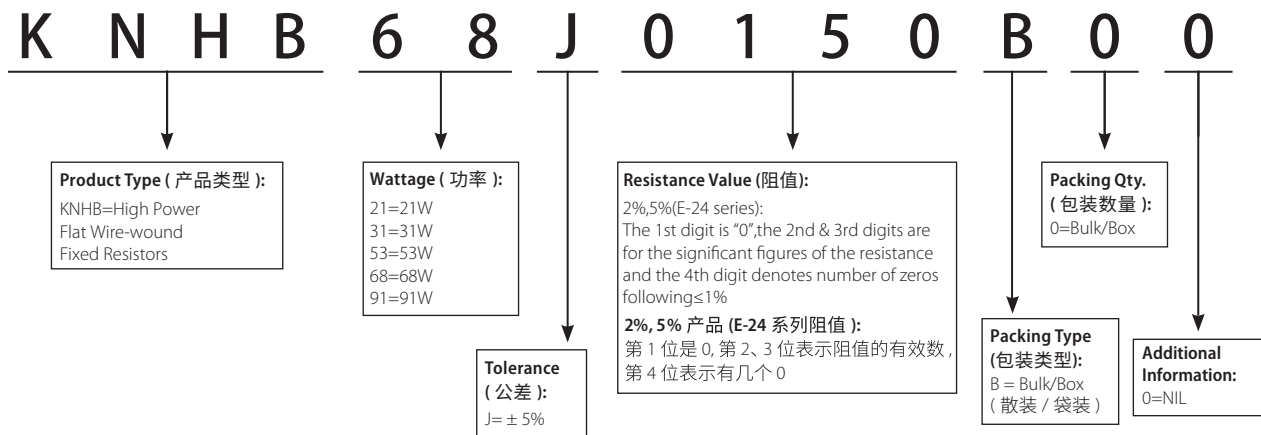 K N H B 6 8 J 0 1 5 0 B 0 0
Product Type ( 产品类型 ):
KNHB=High Power
Flat Wire-wound
Fixed Resistors
Wattage ( 功率 ):
21=21W
31=31W
53=53W
68=68W
91=91W
Tolerance
( 公差 ):
J= ± 5%
Resistance Value (阻值):
2%,5%(E-24 series):
The 1st digit is “0”,the 2nd & 3rd digits are
for the significant figures of the resistance
and the 4th digit denotes number of zeros
following≤1%
2%, 5% 产品 (E-24 系列阻值 ):
第 1 位是 0, 第 2、3 位表示阻值的有效数 ,
第 4 位表示有几个 0
Packing Type
(包装类型):
B = Bulk/Box
( 散装 / 袋装 )
Packing Qty.
( 包装数量 ):
0=Bulk/Box
Additional
Information:
0=NIL